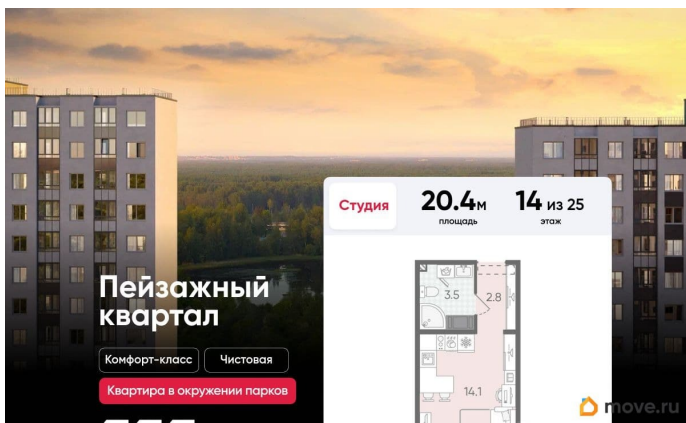 Студия
20.4м
площадь
14 из 25
этаж
Пейзажный
квартал
Комфорт-класс
Чистовая
Квартира в окружении парков
3.5
2.8
14.1
move.ru